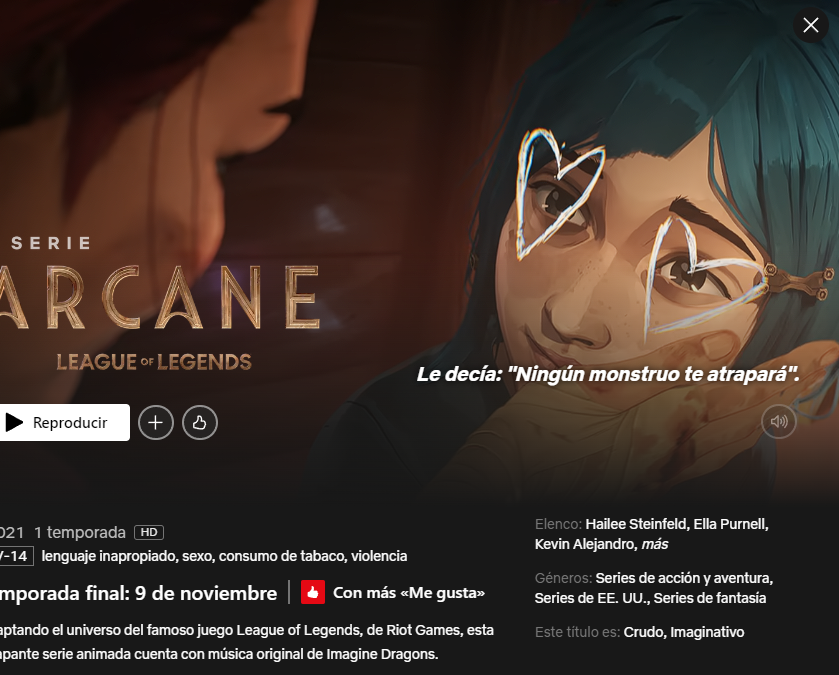 SERIE
ARCANE
LEAGUE OF LEGENDS
Le decía: "Ningún monstruo te atrapará".
Reproducir
021 1 temporada HD
V-14 lenguaje inapropiado, sexo, consumo de tabaco, violencia
mporada final: 9 de noviembre
Con más «Me gusta»
aptando el universo del famoso juego League of Legends, de Riot Games, esta
apante serie animada cuenta con música original de Imagine Dragons.
Elenco: Hailee Steinfeld, Ella Purnell,
Kevin Alejandro, más
Géneros: Series de acción y aventura,
Series de EE. UU., Series de fantasía
Este título es: Crudo, Imaginativo